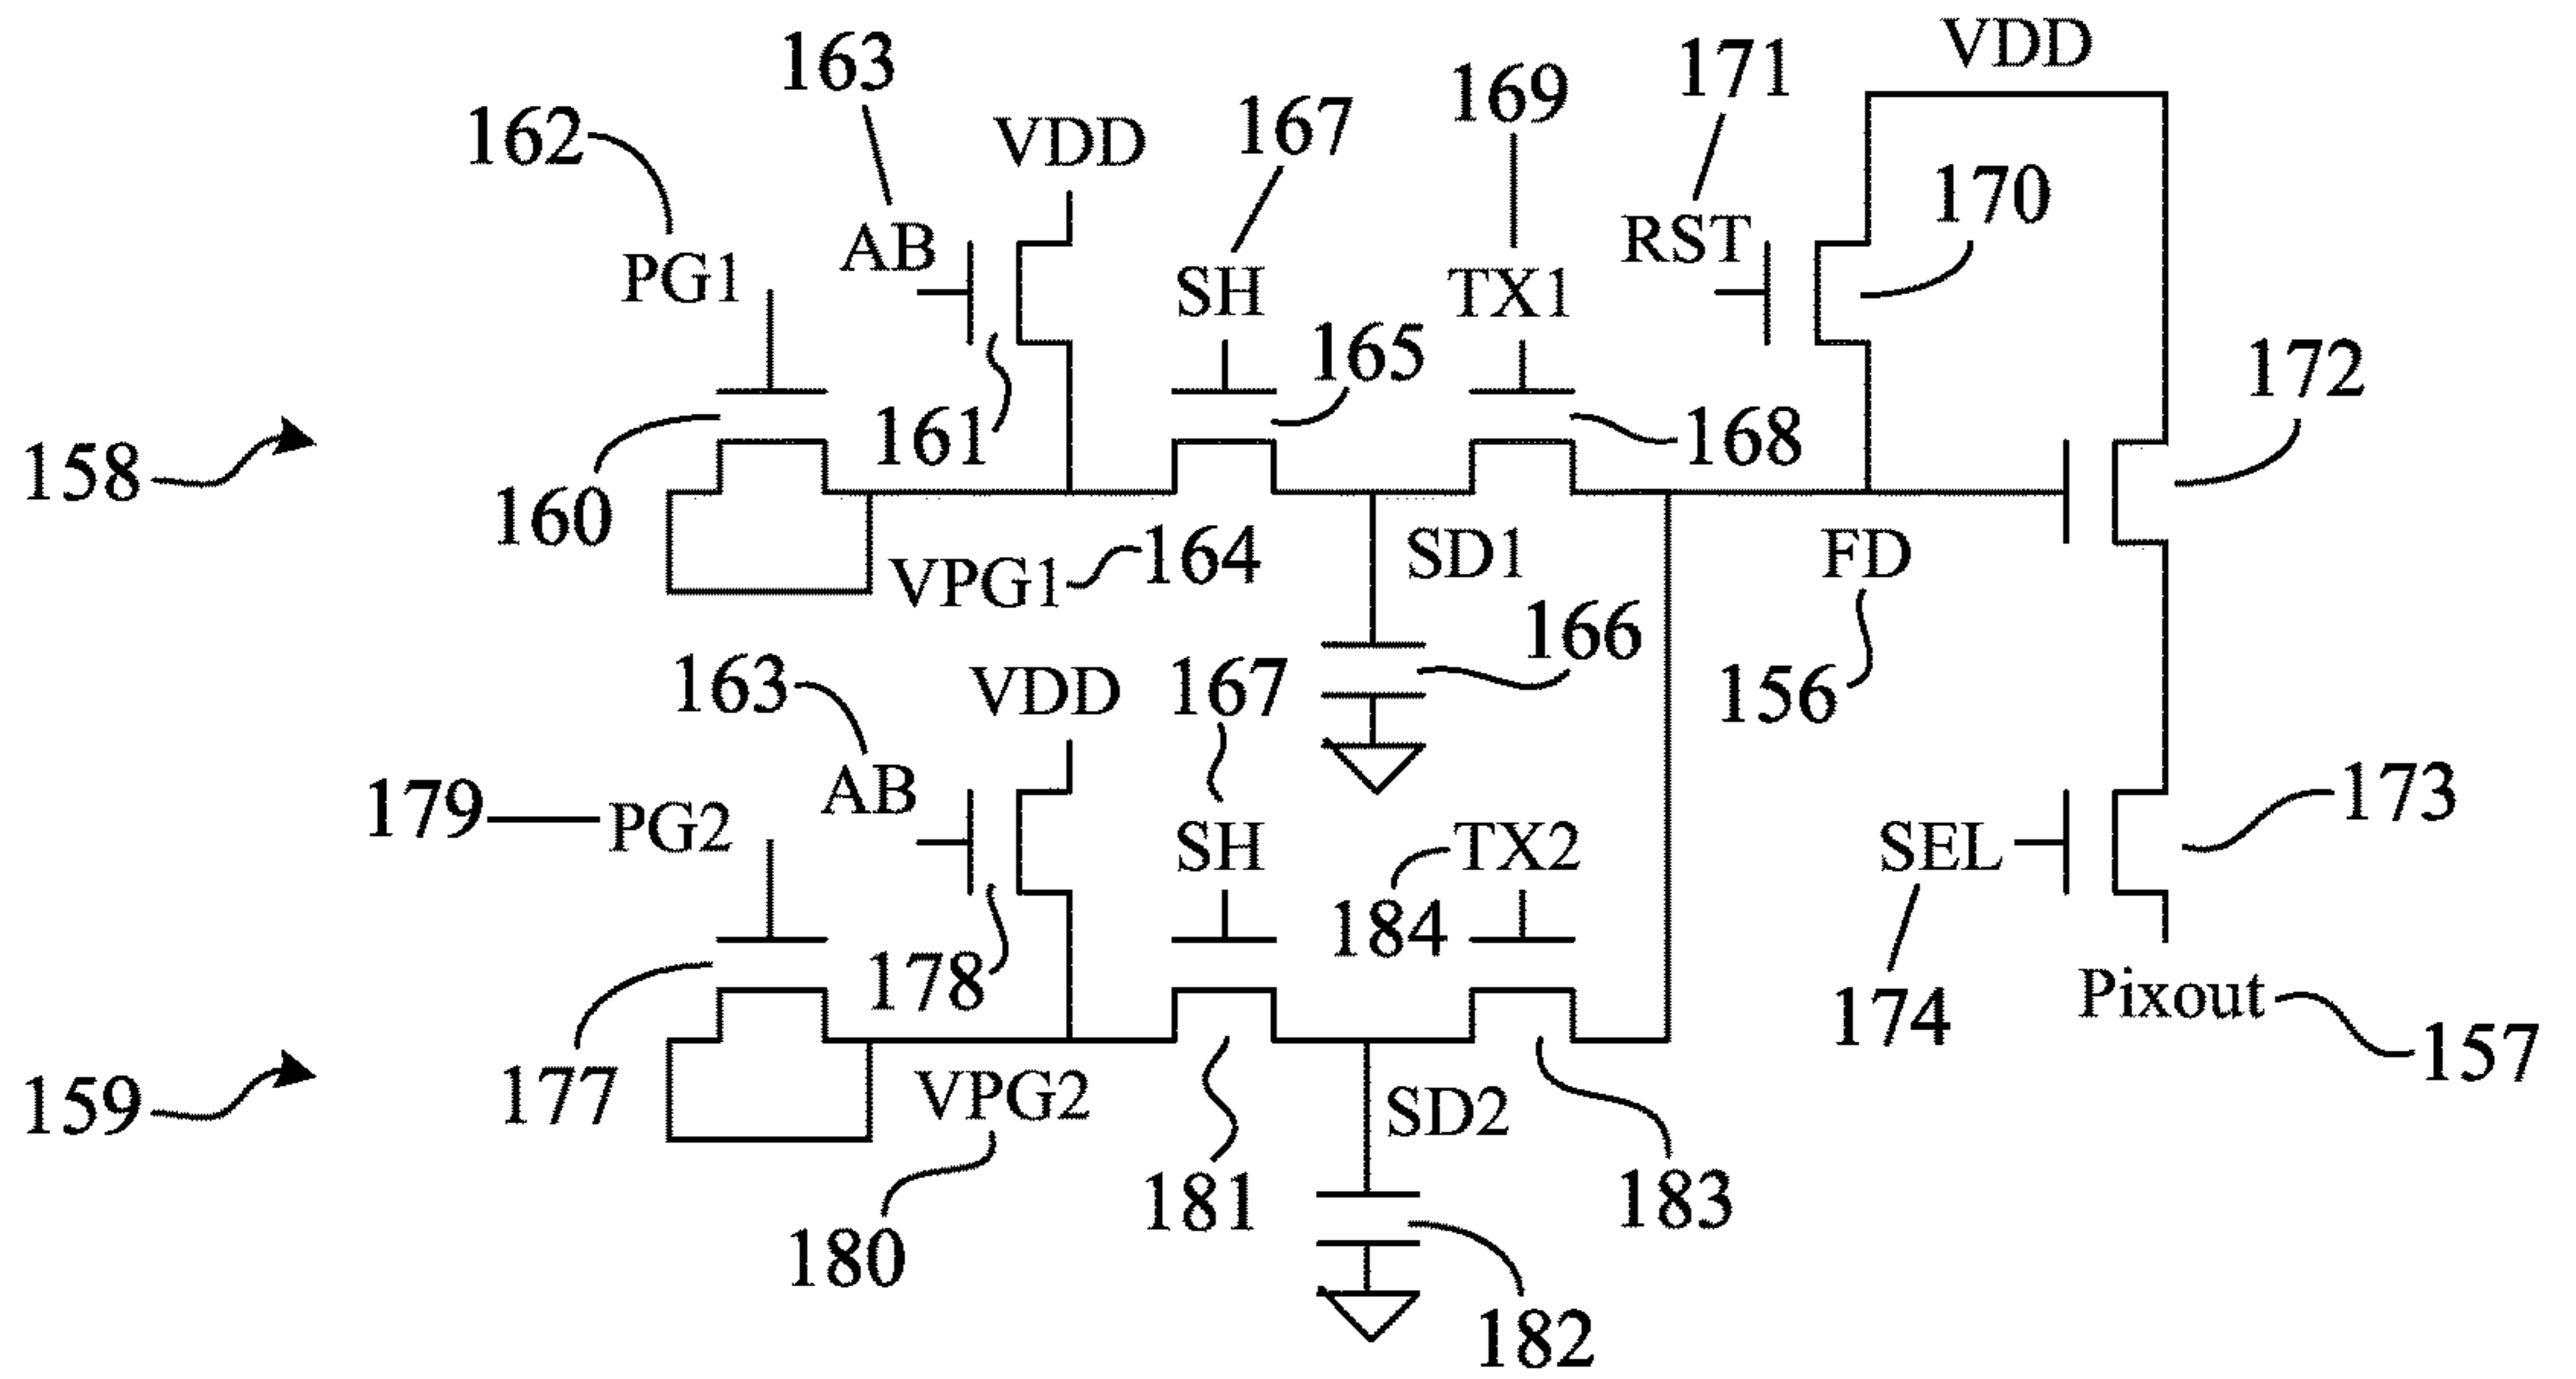 VDD
163
171
169
162
167
VDD
170
AB
RST
PG1
SH
TX1
165
172
161
168
158
160
164
SD1
FD
VPG1
166
163
VDD
167
156
179
PG2
AB
SH
TX2
SEL
173
184
178
174
Pixout
157
159
177
VPG2
SD2
181
183
180
182